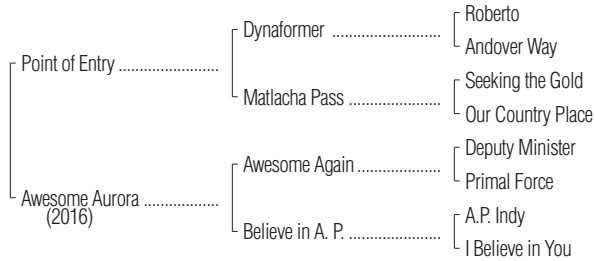 Roberto
Dynaformer ....................
Andover Way
Point of Entry ....................
Seeking the Gold
Matlacha Pass ....................
Our Country Place
Deputy Minister
Awesome Again ..................
Primal Force
Awesome Aurora ...............
(2016)
A.P. Indy
Believe in A. P. ...................
I Believe in You